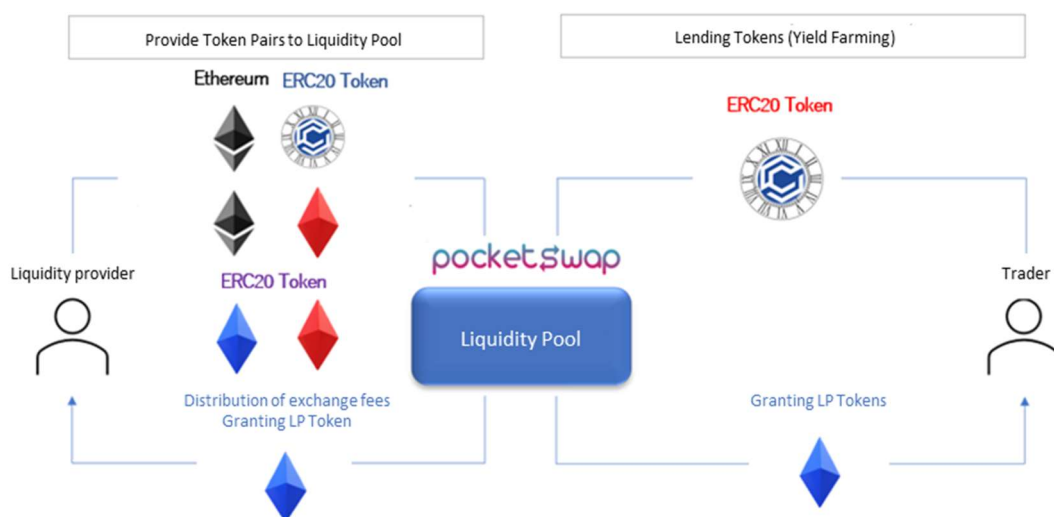 Provide Token Pairs to Liquidity Pool
Lending Tokens (Yield Farming)
Ethereum
ERC20 Token
ERC20 Token
pocketswap
Liquidity provider
Trader
ERC20 Token
Liquidity Pool
Distribution of exchange fees
Granting LP Token
Granting LP Tokens